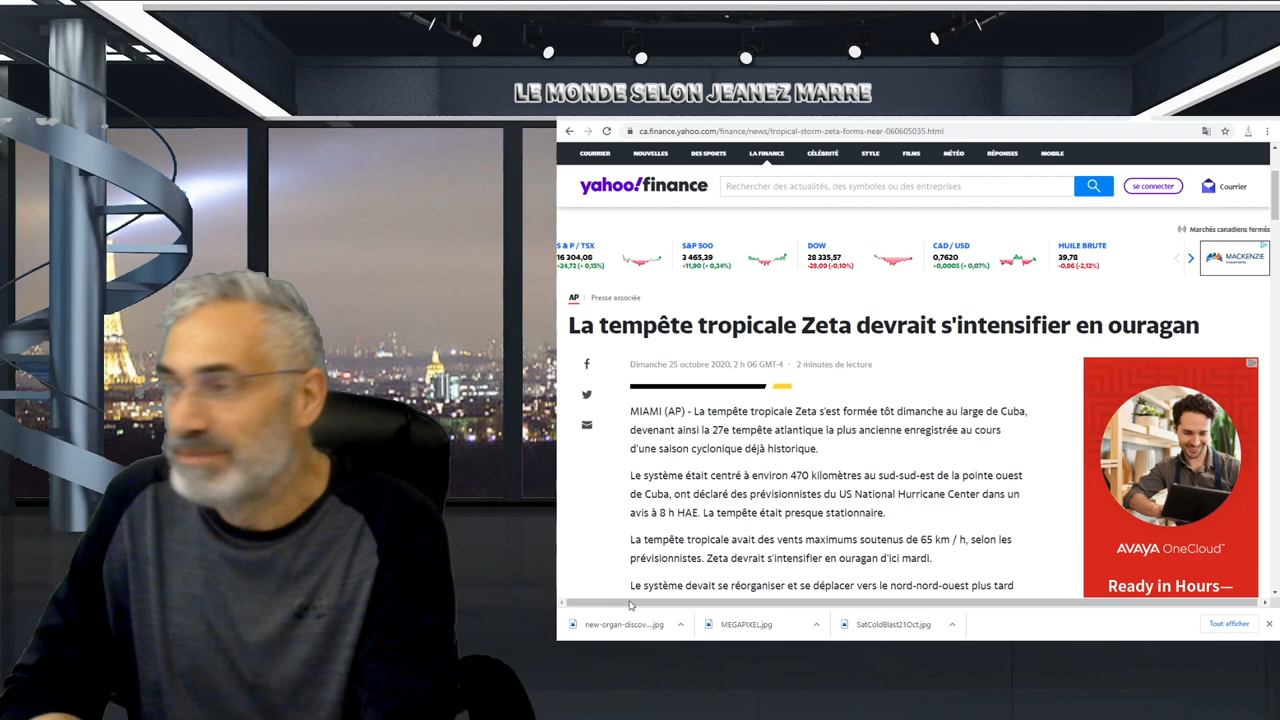 LE MONDE SELON JEANEZ MARRE
ca.finance.yahoo.com/finance/news/tropical-storm-zeta-forms-near-060605035.html
COURRIER NOUVELLES DES SPORTS LA FINANCE CÉLÉBRITÉ STYLE FILMS MÉTÉO RÉPONSES MOBILE
yahoo!finance Rechercher des actualités, des symboles ou des entreprises se connecter Courrier
Marchés canadiens fermés
S & P / TSX S&P 500 DOW CAD / USD HUILE BRUTE
16 304,08 3 465,39 28 335,57 0,7620 39,78
+24,72 (+ 0,15%) +11,90 (+ 0,34%) -28,09 (-0,10%) +0,0005 (+ 0,07%) -0,86 (-2,12%)
MACKENZIE
Investments
AP Presse associée
La tempête tropicale Zeta devrait s'intensifier en ouragan
Dimanche 25 octobre 2020, 2 h 06 GMT-4 · 2 minutes de lecture
MIAMI (AP) - La tempête tropicale Zeta s'est formée tôt dimanche au large de Cuba,
devenant ainsi la 27e tempête atlantique la plus ancienne enregistrée au cours
d'une saison cyclonique déjà historique.
Le système était centré à environ 470 kilomètres au sud-sud-est de la pointe ouest
de Cuba, ont déclaré des prévisionnistes du US National Hurricane Center dans un
avis à 8 h HAE. La tempête était presque stationnaire.
La tempête tropicale avait des vents maximums soutenus de 65 km / h, selon les
prévisionnistes. Zeta devrait s'intensifier en ouragan d'ici mardi.
Le système devait se réorganiser et se déplacer vers le nord-nord-ouest plus tard
AVAYA OneCloud™
Ready in Hours—
new-organ-discov....jpg MEGAPIXEL.jpg SatColdBlast21Oct.jpg Tout afficher